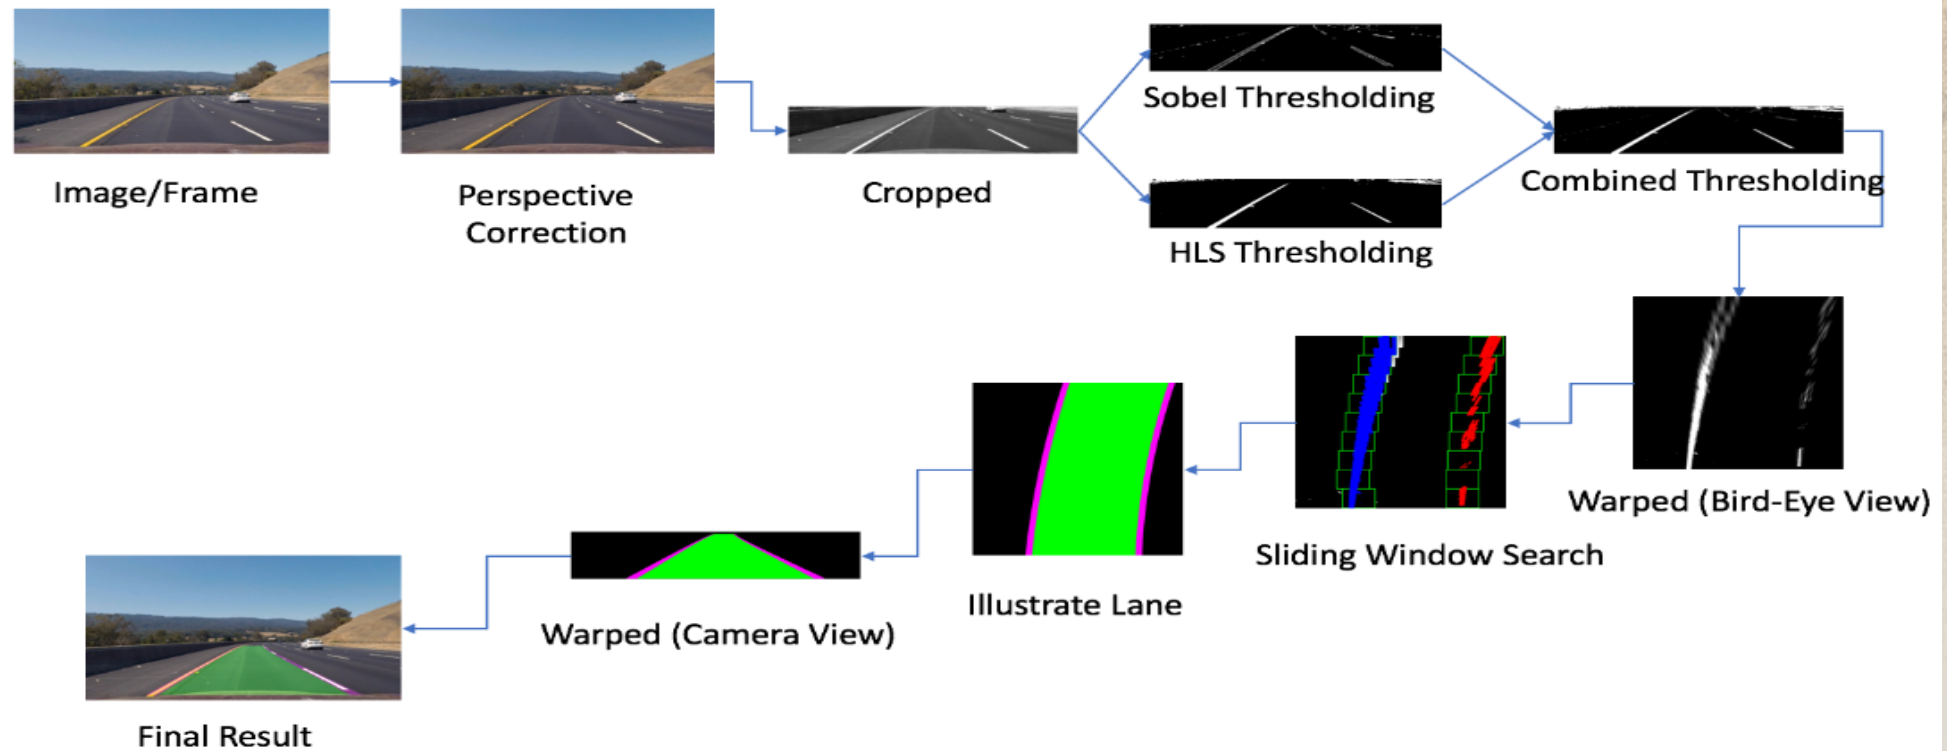 Image/Frame
Perspective
Correction
Cropped
Sobel Thresholding
HLS Thresholding
Combined Thresholding
Warped (Bird-Eye View)
Sliding Window Search
Illustrate Lane
Warped (Camera View)
Final Result